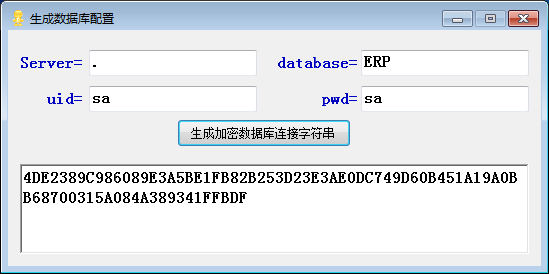 生成数据库配置
Server= . database= ERP
uid= sa pwd= sa
生成加密数据库连接字符串
4DE2389C986089E3A5BE1FB82B253D23E3AE0DC749D60B451A19A0B
B68700315A084A389341FFBDF